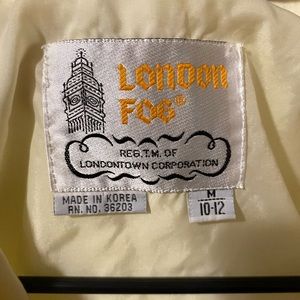 LONDON
FOG®
REG. T.M. OF
LONDONTOWN CORPORATION
MADE IN KOREA
RN. NO. 36203
M
10-12